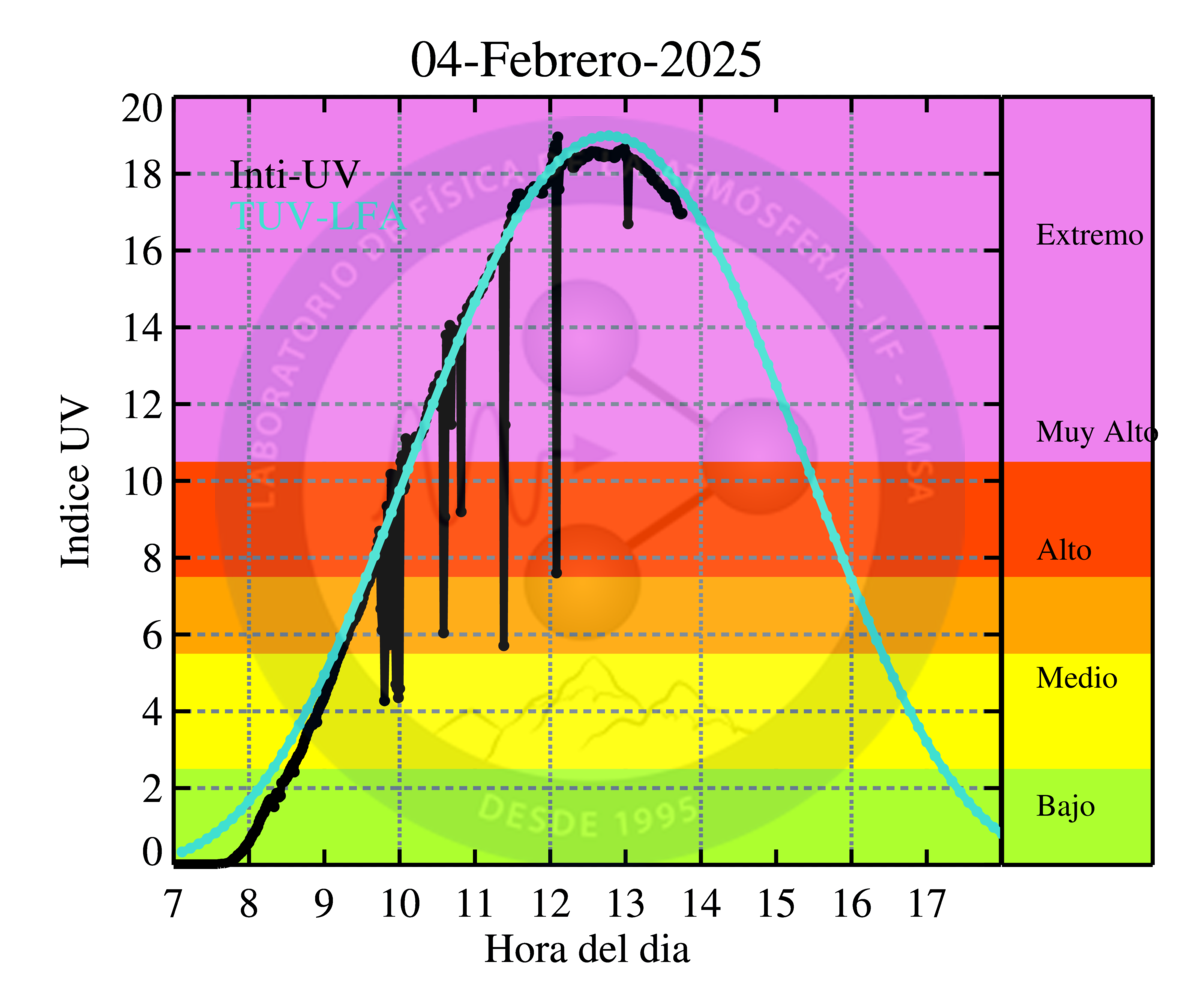 04-Febrero-2025
20
18
16
14
12
10
8
6
4
2
0
Indice UV
Inti-UV
TUV-LFA
LABORATORIO DE FÍSICA DE LA ATMÓSFERA - IIF - UMSA
DESDE 1995
Extremo
Muy Alto
Alto
Medio
Bajo
7 8 9 10 11 12 13 14 15 16 17
Hora del dia